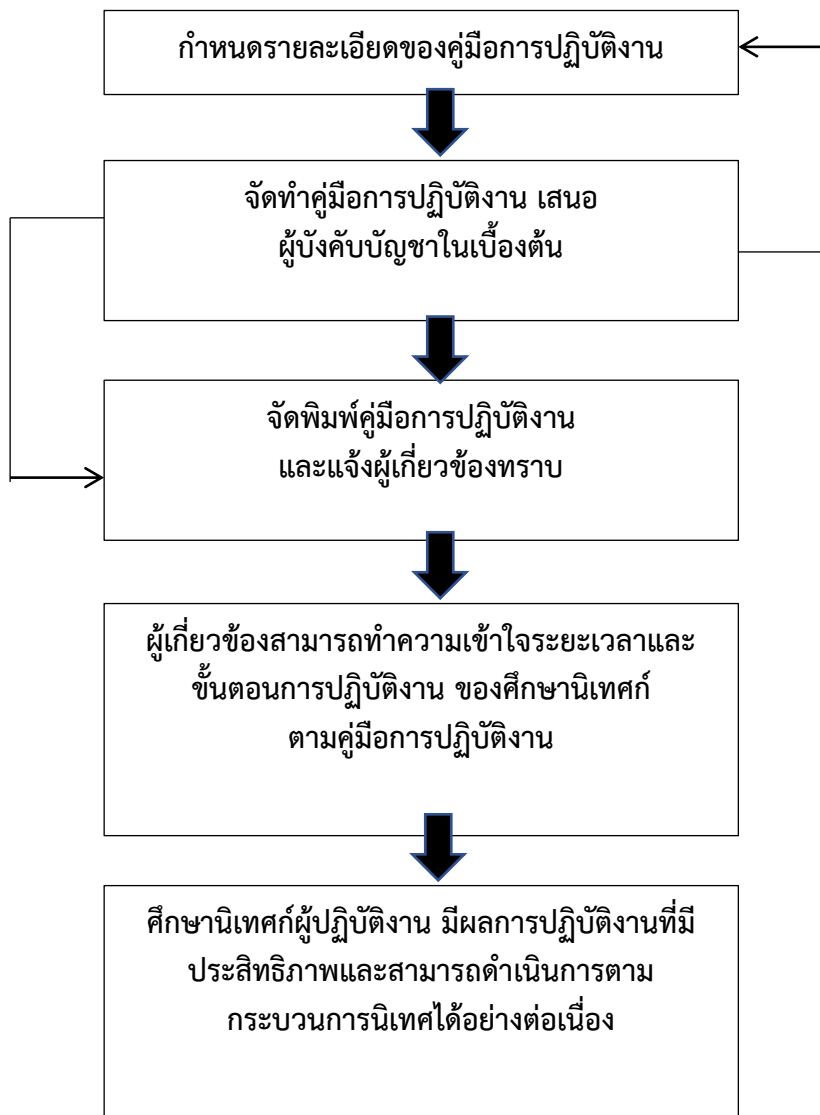 กำหนดรายละเอียดของคู่มือการปฏิบัติงาน
จัดทำคู่มือการปฏิบัติงาน เสนอ
ผู้บังคับบัญชาในเบื้องต้น
จัดพิมพ์คู่มือการปฏิบัติงาน
และแจ้งผู้เกี่ยวข้องทราบ
ผู้เกี่ยวข้องสามารถทำความเข้าใจระยะเวลาและ
ขั้นตอนการปฏิบัติงาน ของศึกษานิเทศก์
ตามคู่มือการปฏิบัติงาน
ศึกษานิเทศก์ผู้ปฏิบัติงาน มีผลการปฏิบัติงานที่มี
ประสิทธิภาพและสามารถดำเนินการตาม
กระบวนการนิเทศได้อย่างต่อเนื่อง